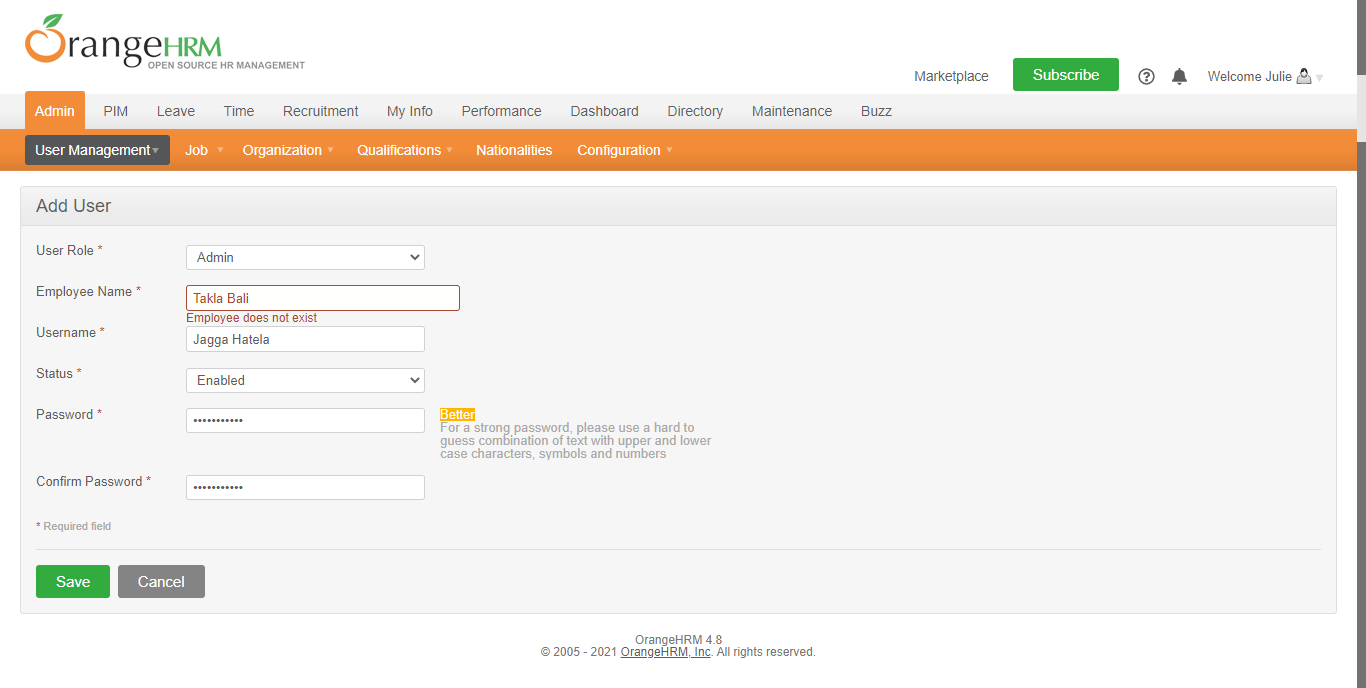 OrangeHRM
OPEN SOURCE HR MANAGEMENT
Marketplace Subscribe ? Welcome Julie
Admin PIM Leave Time Recruitment My Info Performance Dashboard Directory Maintenance Buzz
User Management Job Organization Qualifications Nationalities Configuration
Add User
User Role * Admin
Employee Name * Takla Bali
Employee does not exist
Username * Jagga Hatela
Status * Enabled
Password * ••••••••••• Better
For a strong password, please use a hard to
guess combination of text with upper and lower
case characters, symbols and numbers
Confirm Password * •••••••••••
* Required field
Save Cancel
OrangeHRM 4.8
© 2005 - 2021 OrangeHRM, Inc. All rights reserved.